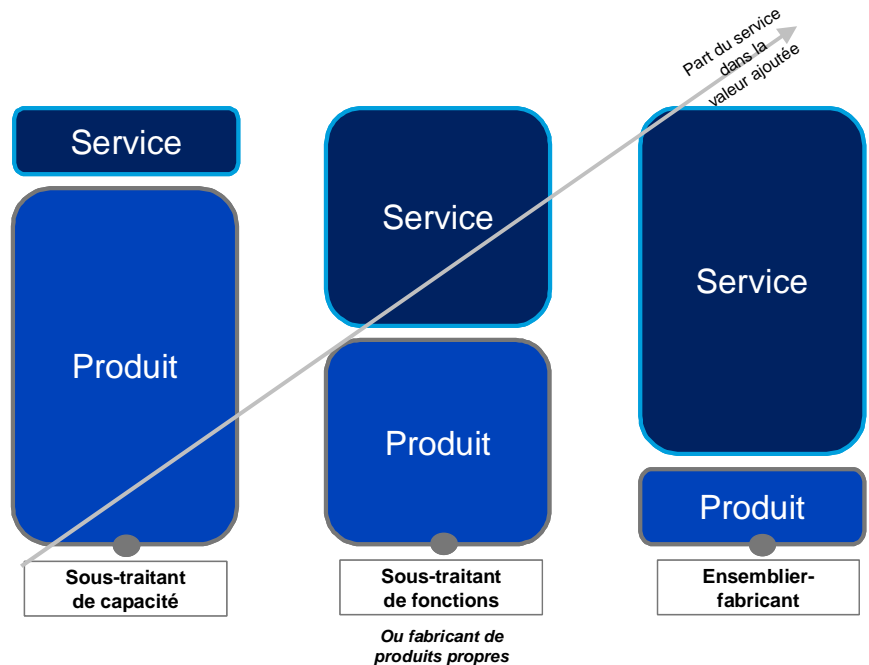 Part du service
dans la
valeur ajoutée
Service
Produit
Sous-traitant
de capacité
Service
Produit
Sous-traitant
de fonctions
Ou fabricant de
produits propres
Service
Produit
Ensemblier-
fabricant